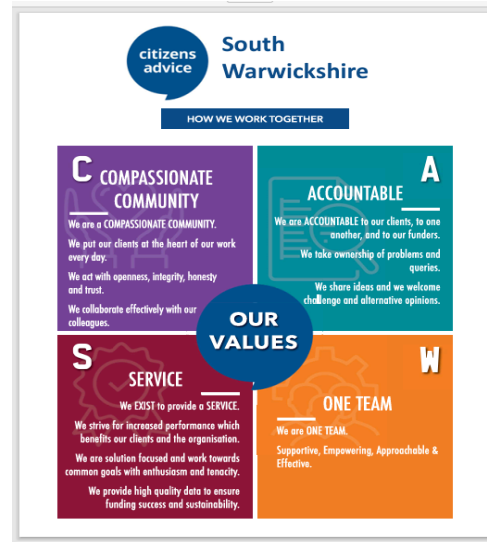 citizens
advice
South
Warwickshire
HOW WE WORK TOGETHER
C
COMPASSIONATE
COMMUNITY
We are a COMPASSIONATE COMMUNITY.
We put our clients at the heart of our work
every day.
We act with openness, integrity, honesty
and trust.
We collaborate effectively with our
colleagues.
A
ACCOUNTABLE
We are ACCOUNTABLE to our clients, to one
another, and to our funders.
We take ownership of problems and
queries.
We share ideas and we welcome
challenge and alternative opinions.
OUR
VALUES
S
SERVICE
We EXIST to provide a SERVICE.
We strive for increased performance which
benefits our clients and the organisation.
We are solution focused and work towards
common goals with enthusiasm and tenacity.
We provide high quality data to ensure
funding success and sustainability.
W
ONE TEAM
We are ONE TEAM.
Supportive, Empowering, Approachable &
Effective.